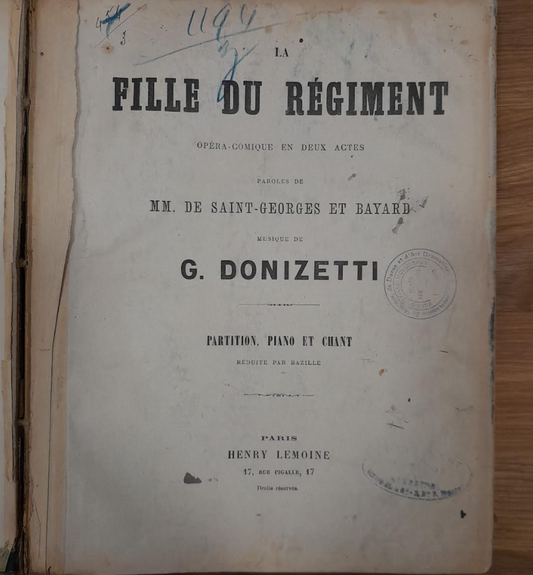 1194
3
LA
FILLE DU RÉGIMENT
OPÉRA-COMIQUE EN DEUX ACTES
PAROLES DE
MM. DE SAINT-GEORGES ET BAYARD
MUSIQUE DE
G. DONIZETTI
PARTITION, PIANO ET CHANT
RÉDUITE PAR BAZILLE
PARIS
HENRY LEMOINE
17, RUE PIGALLE, 17
Droits réservés.